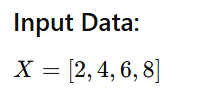 Input Data:
X = [2, 4, 6, 8]